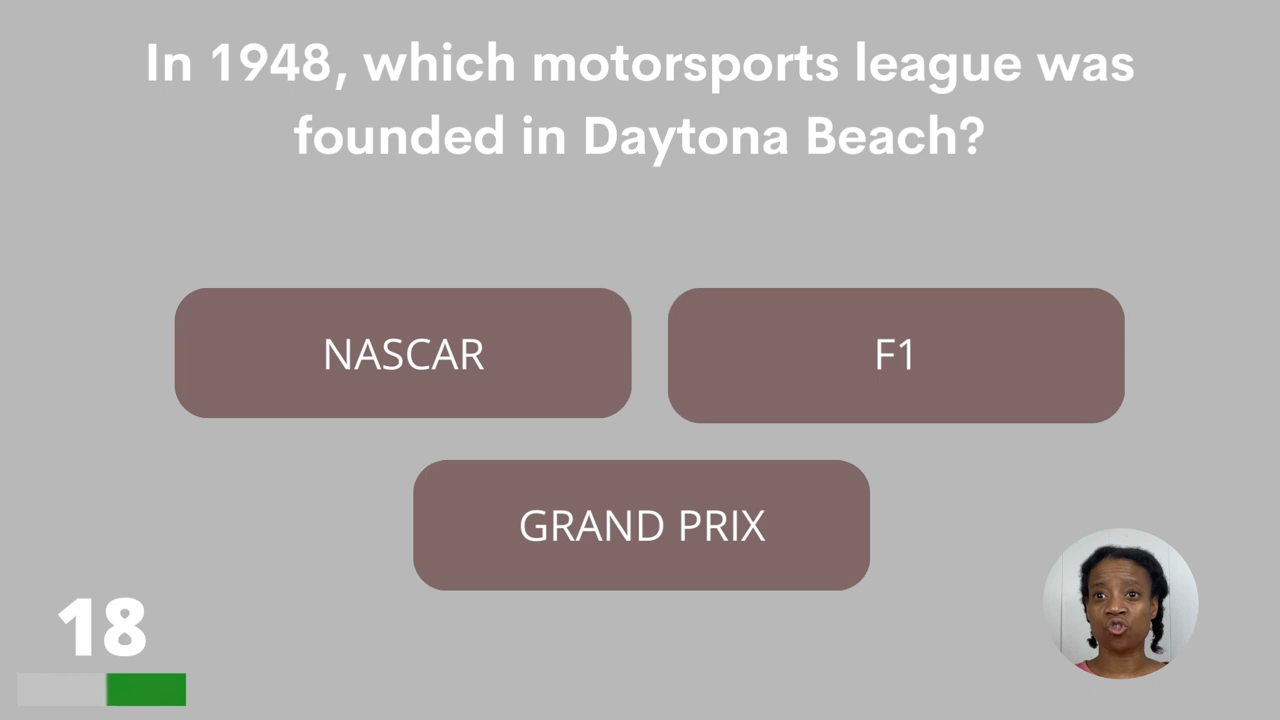 In 1948, which motorsports league was
founded in Daytona Beach?
NASCAR
F1
GRAND PRIX
18